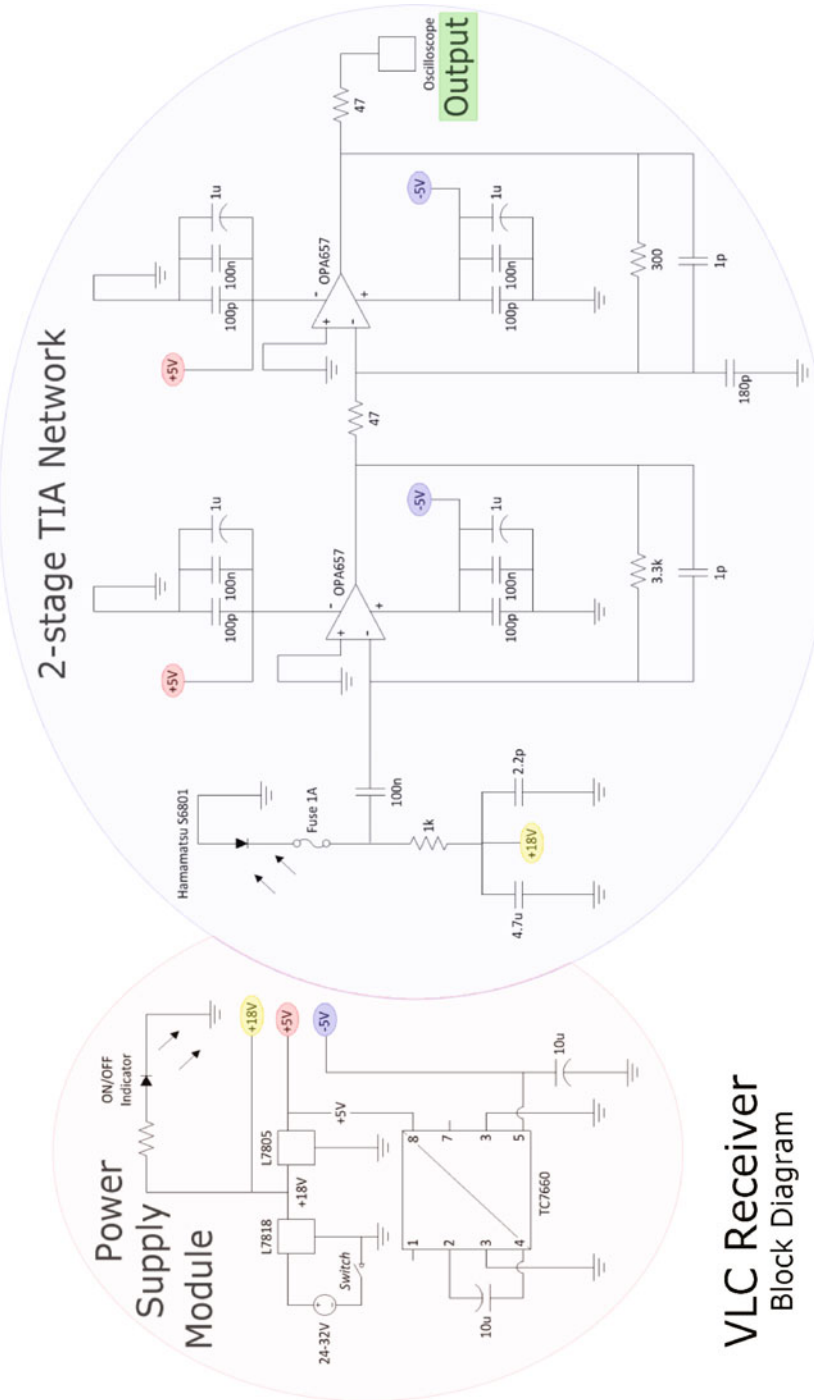 Power
Supply
Module
ON/OFF
Indicator
L7818
+18V
L7805
+18V
+5V
-5V
+5V
24-32V
Switch
10u
1
2
3
4
8
7
3
5
TC7660
10u
VLC Receiver
Block Diagram
2-stage TIA Network
Hamamatsu S6801
Fuse 1A
100n
1k
4.7u
+18V
2.2p
+5V
100p
100n
1u
OPA657
+
-
-
+
-5V
100p
100n
1u
3.3k
1p
47
+5V
100p
100n
1u
OPA657
+
-
-
+
-5V
100p
100n
1u
300
1p
180p
47
Oscilloscope
Output